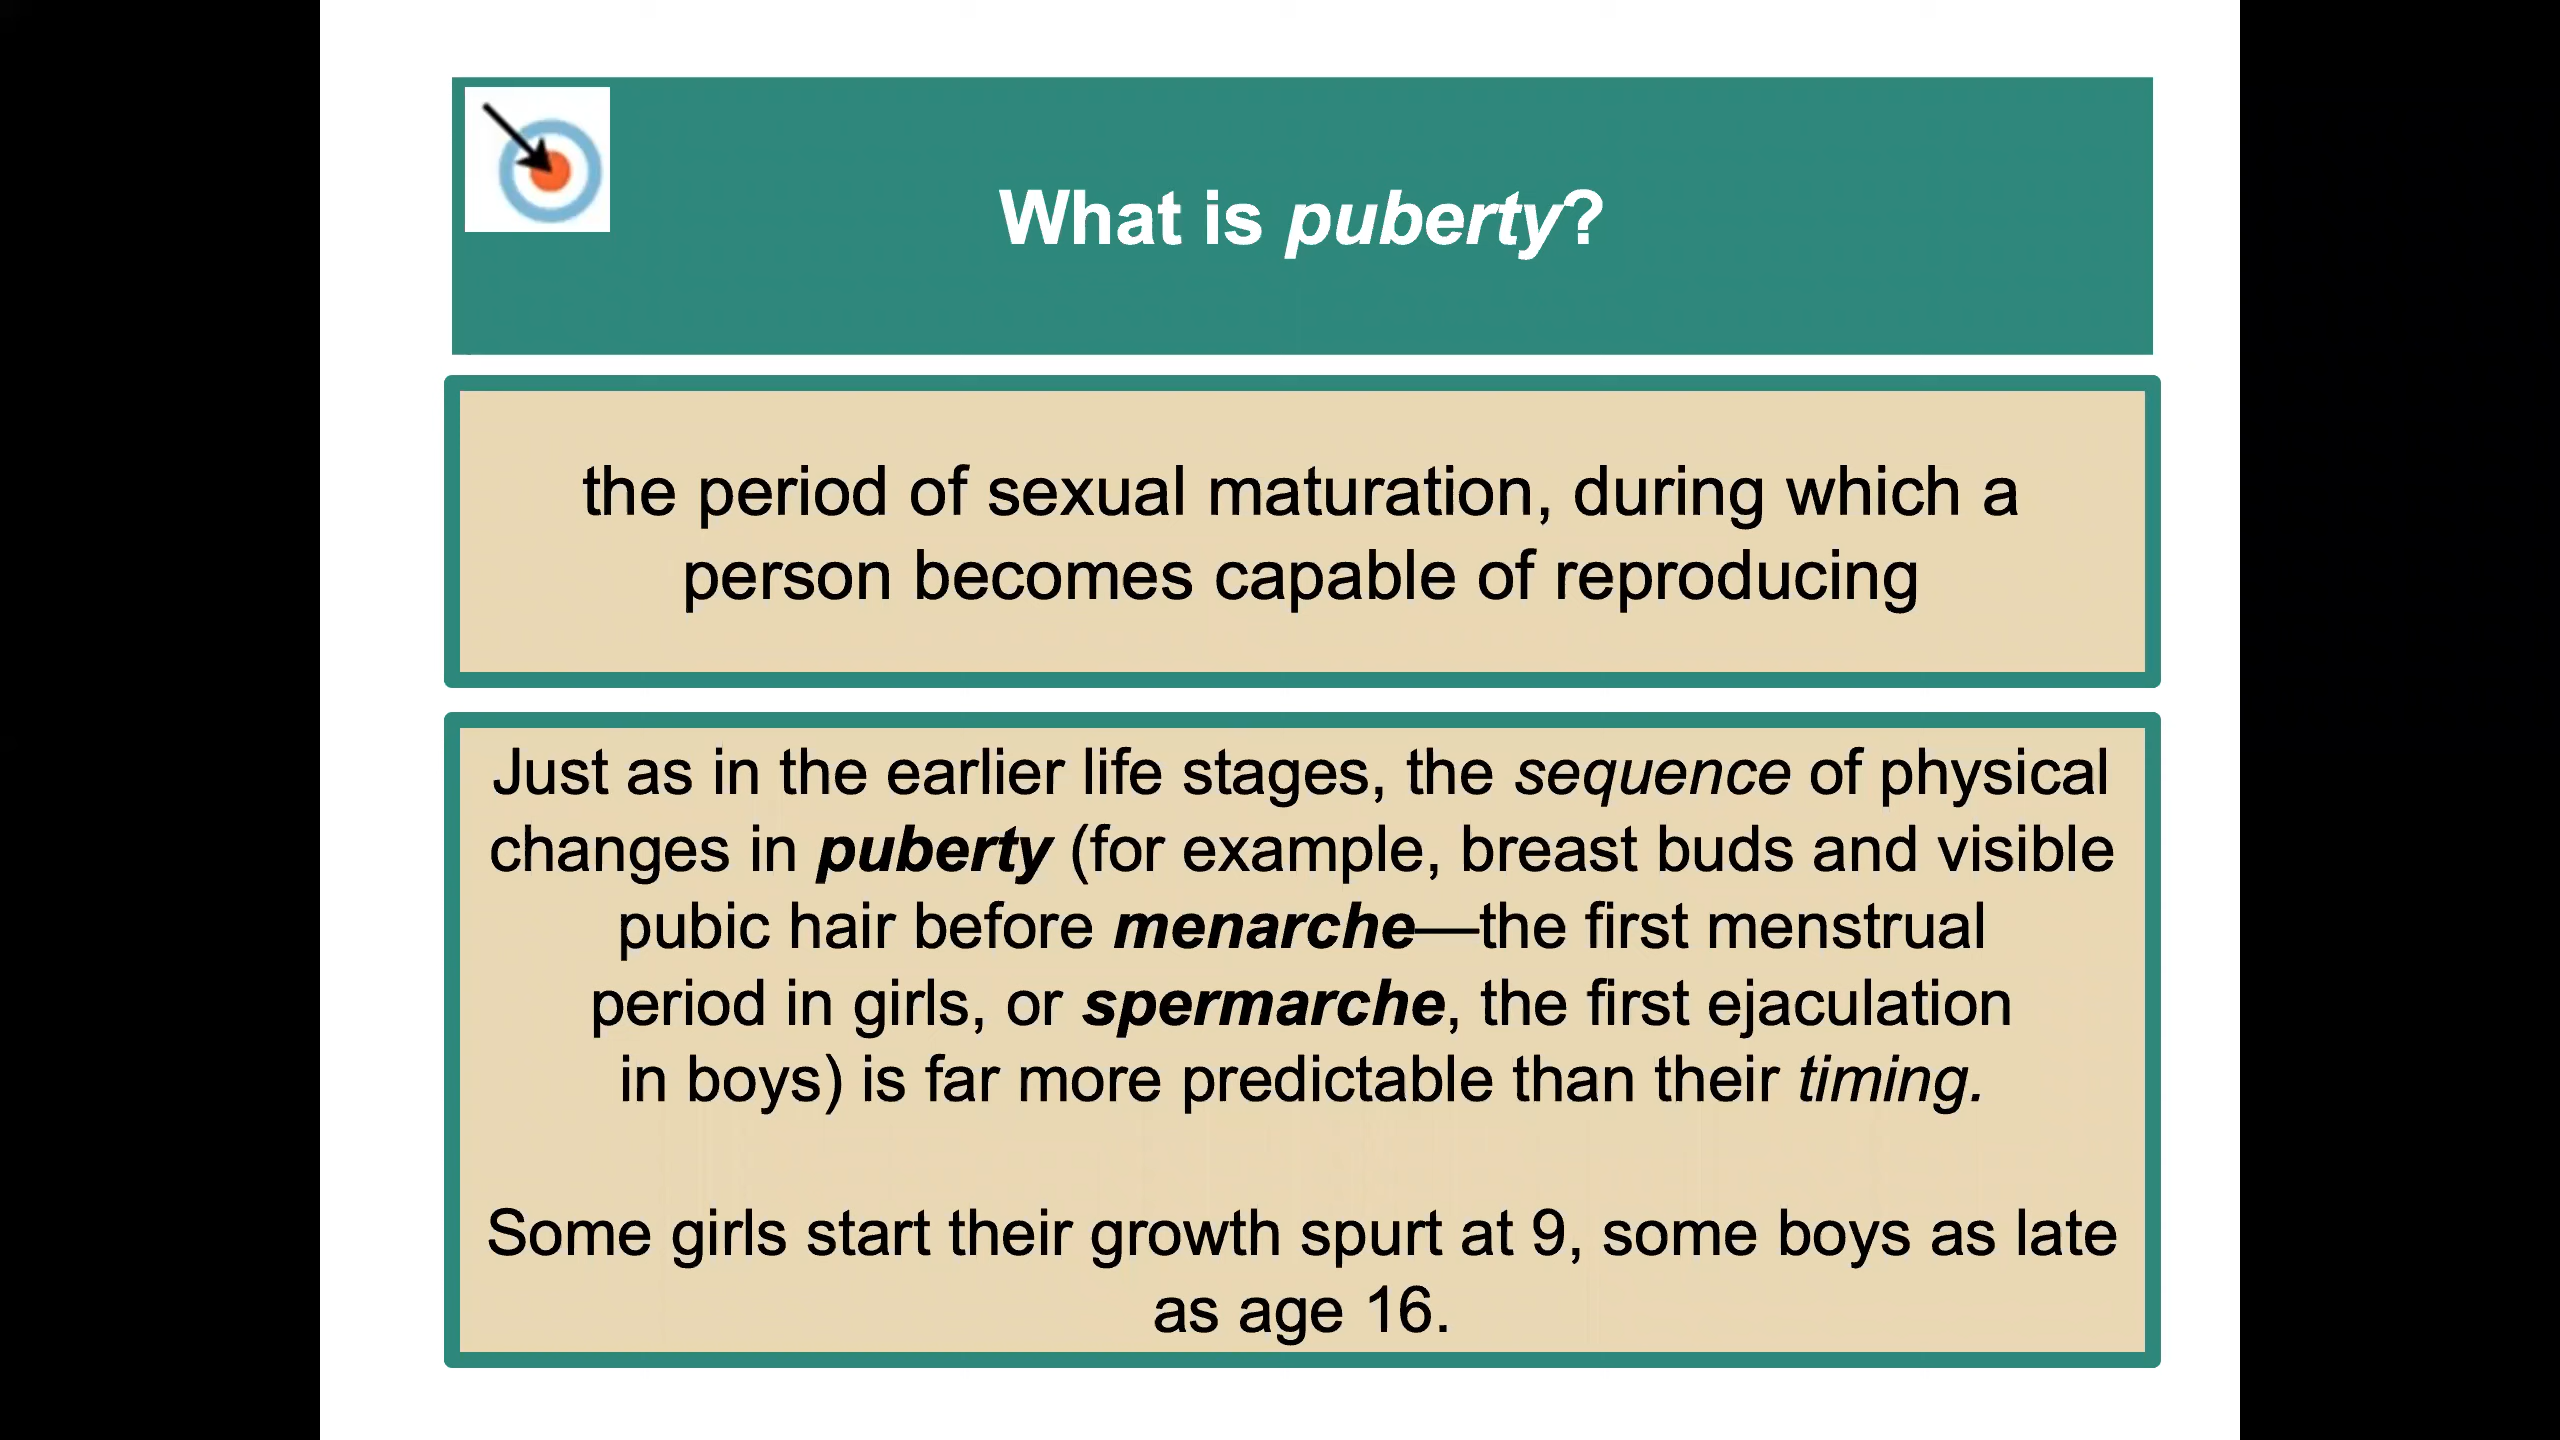 What is puberty?
the period of sexual maturation, during which a
person becomes capable of reproducing
Just as in the earlier life stages, the sequence of physical
changes in puberty (for example, breast buds and visible
pubic hair before menarche—the first menstrual
period in girls, or spermarche, the first ejaculation
in boys) is far more predictable than their timing.
Some girls start their growth spurt at 9, some boys as late
as age 16.